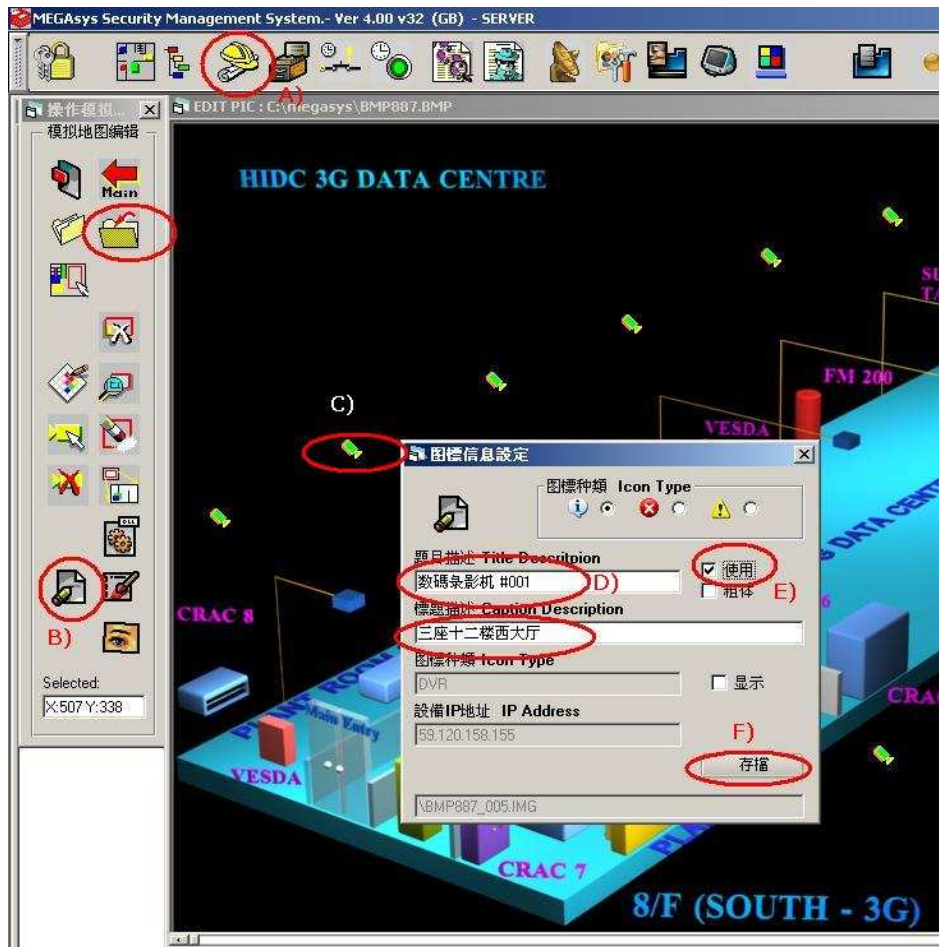 MEGAsys Security Management System.- Ver 4.00 v32 (GB) - SERVER
A)
操作模拟...
EDIT PIC : C:\megasys\BMP887.BMP
模拟地图编辑
Main
HIDC 3G DATA CENTRE
C)
FM 200
VESDA
图標信息設定
图標种類 Icon Type
題目描述 Title Descritpion
使用
数碼录影机 #001
D)
粗体
E)
標題描述 Caption Description
三座十二楼西大厅
图標种類 Icon Type
DVR
显示
設備IP地址 IP Address
59.120.158.155
F)
存檔
\BMP887_005.IMG
B)
Selected:
X:507 Y:338
CRAC 8
PLANT ROOM
Main Entry
VESDA
DATA CENT
CRAC 7
8/F (SOUTH - 3G)